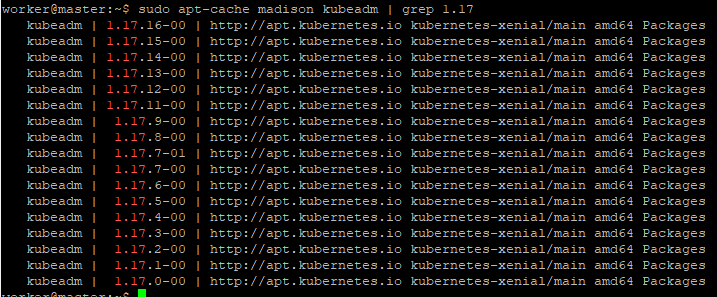 worker@master:~$ sudo apt-cache madison kubeadm | grep 1.17
kubeadm | 1.17.16-00 | http://apt.kubernetes.io kubernetes-xenial/main amd64 Packages
kubeadm | 1.17.15-00 | http://apt.kubernetes.io kubernetes-xenial/main amd64 Packages
kubeadm | 1.17.14-00 | http://apt.kubernetes.io kubernetes-xenial/main amd64 Packages
kubeadm | 1.17.13-00 | http://apt.kubernetes.io kubernetes-xenial/main amd64 Packages
kubeadm | 1.17.12-00 | http://apt.kubernetes.io kubernetes-xenial/main amd64 Packages
kubeadm | 1.17.11-00 | http://apt.kubernetes.io kubernetes-xenial/main amd64 Packages
kubeadm | 1.17.9-00 | http://apt.kubernetes.io kubernetes-xenial/main amd64 Packages
kubeadm | 1.17.8-00 | http://apt.kubernetes.io kubernetes-xenial/main amd64 Packages
kubeadm | 1.17.7-01 | http://apt.kubernetes.io kubernetes-xenial/main amd64 Packages
kubeadm | 1.17.7-00 | http://apt.kubernetes.io kubernetes-xenial/main amd64 Packages
kubeadm | 1.17.6-00 | http://apt.kubernetes.io kubernetes-xenial/main amd64 Packages
kubeadm | 1.17.5-00 | http://apt.kubernetes.io kubernetes-xenial/main amd64 Packages
kubeadm | 1.17.4-00 | http://apt.kubernetes.io kubernetes-xenial/main amd64 Packages
kubeadm | 1.17.3-00 | http://apt.kubernetes.io kubernetes-xenial/main amd64 Packages
kubeadm | 1.17.2-00 | http://apt.kubernetes.io kubernetes-xenial/main amd64 Packages
kubeadm | 1.17.1-00 | http://apt.kubernetes.io kubernetes-xenial/main amd64 Packages
kubeadm | 1.17.0-00 | http://apt.kubernetes.io kubernetes-xenial/main amd64 Packages
worker@master:~$